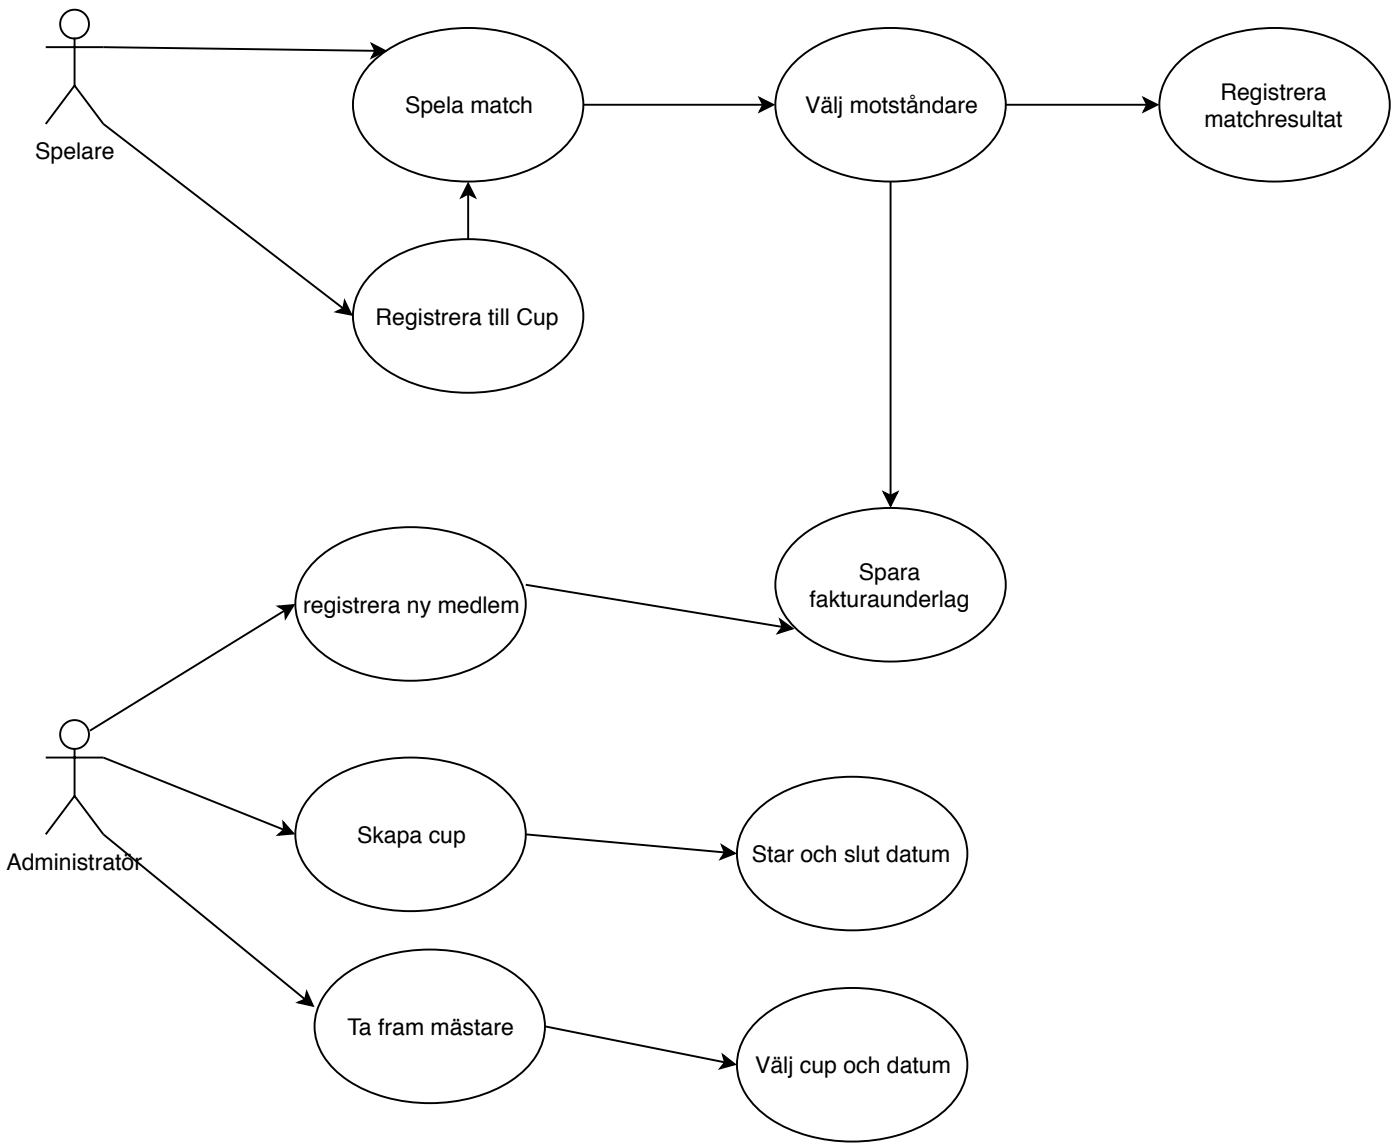 Spela match
Välj motståndare
Registrera
matchresultat
Spelare
Registrera till Cup
registrera ny medlem
Spara
fakturaunderlag
Administratör
Skapa cup
Star och slut datum
Ta fram mästare
Välj cup och datum